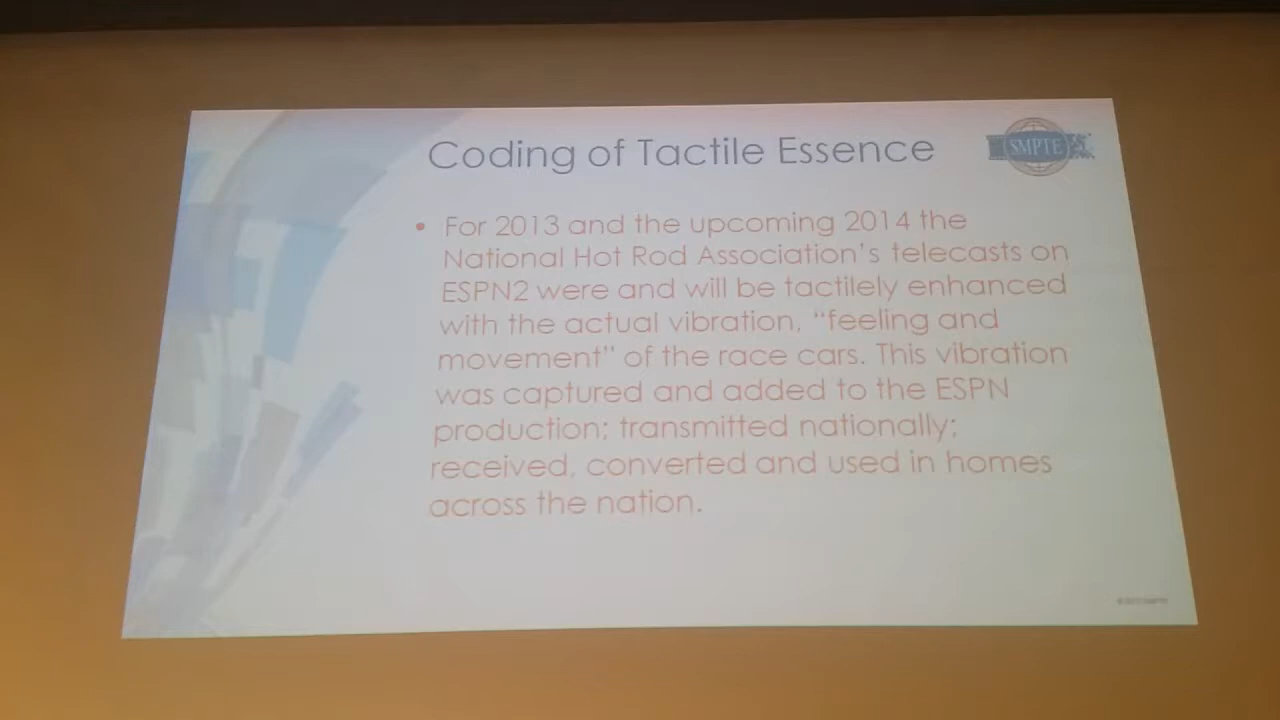 Coding of Tactile Essence
SMPTE
• For 2013 and the upcoming 2014 the
National Hot Rod Association's telecasts on
ESPN2 were and will be tactilely enhanced
with the actual vibration, “feeling and
movement” of the race cars. This vibration
was captured and added to the ESPN
production; transmitted nationally;
received, converted and used in homes
across the nation.